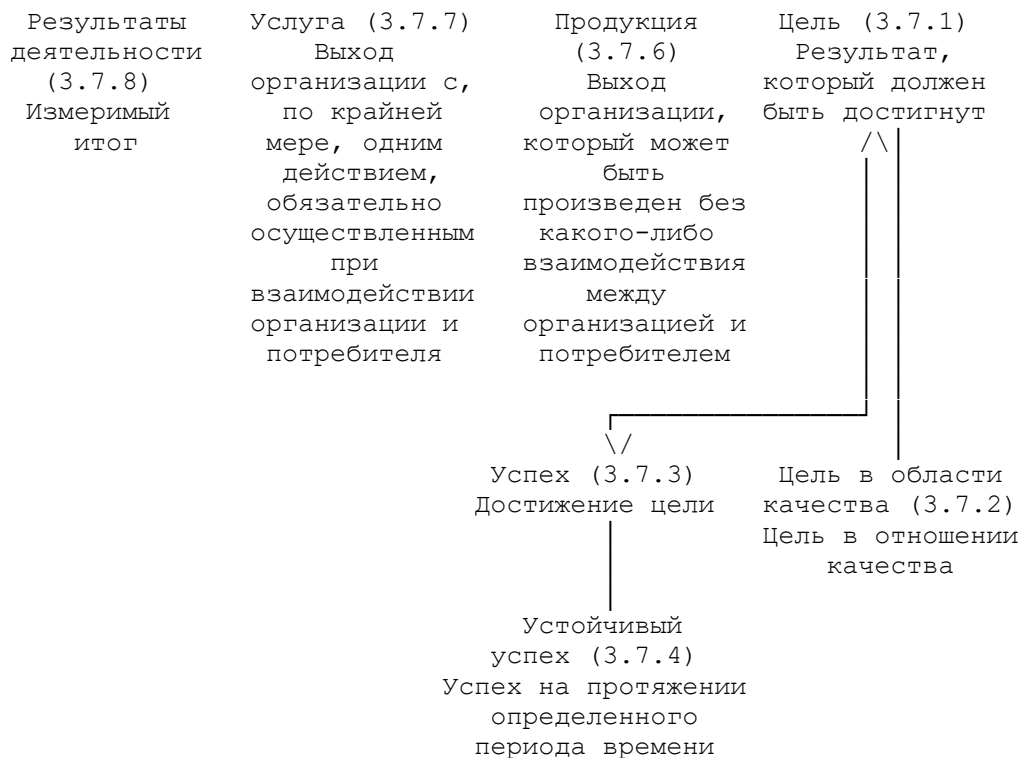 Результаты
деятельности
(3.7.8)
Измеримый
итог
Услуга (3.7.7)
Выход
организации с,
по крайней
мере, одним
действием,
обязательно
осуществленным
при
взаимодействии
организации и
потребителя
Продукция
(3.7.6)
Выход
организации,
который может
быть
произведен без
какого-либо
взаимодействия
между
организацией и
потребителем
Цель (3.7.1)
Результат,
который должен
быть достигнут
Успех (3.7.3)
Достижение цели
Цель в области
качества (3.7.2)
Цель в отношении
качества
Устойчивый
успех (3.7.4)
Успех на протяжении
определенного
периода времени